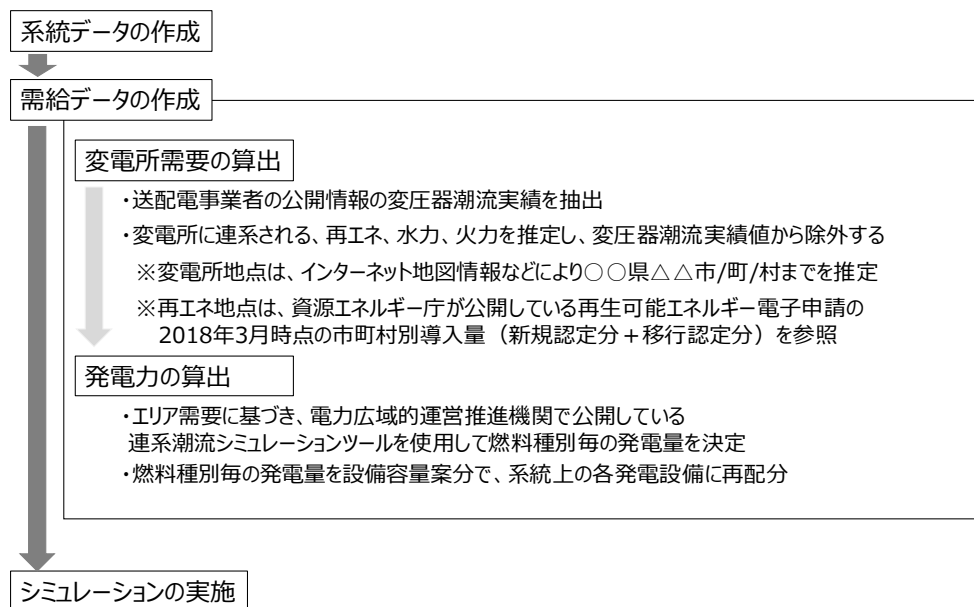 系統データの作成
需給データの作成
変電所需要の算出
・送配電事業者の公開情報の変圧器潮流実績を抽出
・変電所に連系される、再エネ、水力、火力を推定し、変圧器潮流実績値から除外する
※変電所地点は、インターネット地図情報などにより○○県△△市/町/村までを推定
※再エネ地点は、資源エネルギー庁が公開している再生可能エネルギー電子申請の
2018年3月時点の市町村別導入量（新規認定分＋移行認定分）を参照
発電力の算出
・エリア需要に基づき、電力広域的運営推進機関で公開している
連系潮流シミュレーションツールを使用して燃料種別毎の発電量を決定
・燃料種別毎の発電量を設備容量案分で、系統上の各発電設備に再配分
シミュレーションの実施